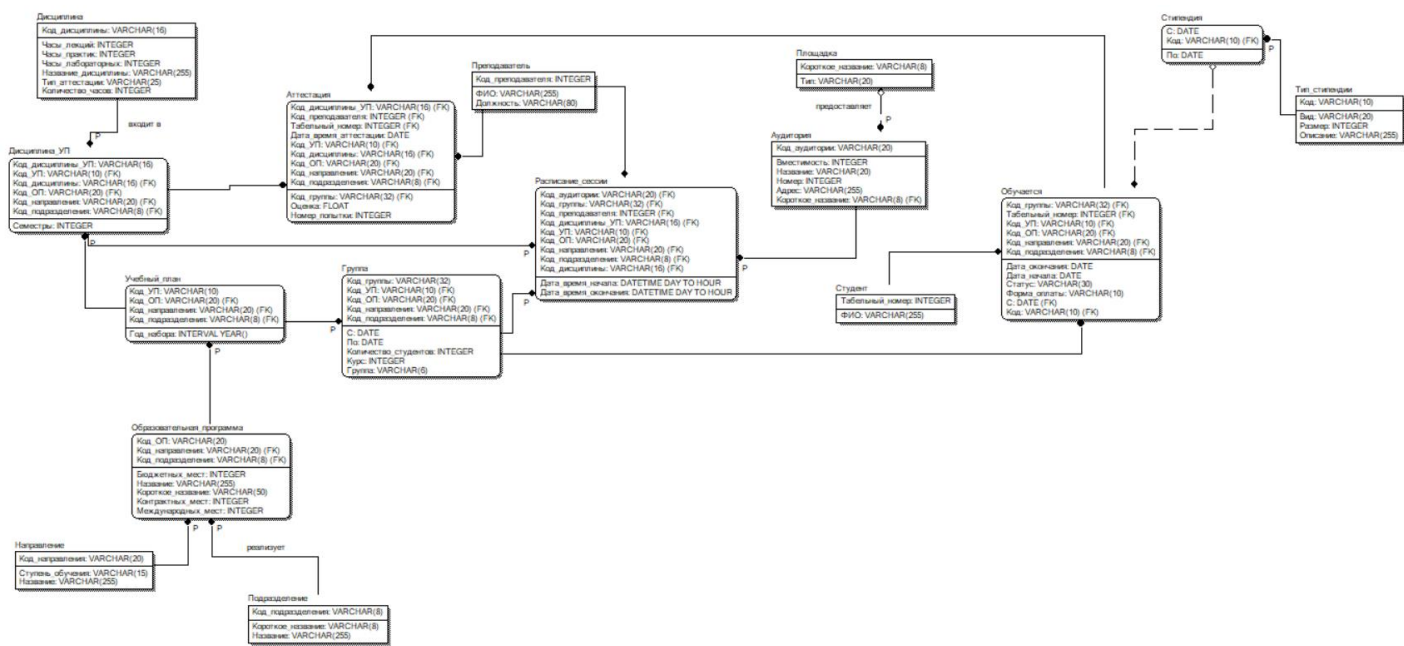 Дисциплина
Код_дисциплины: VARCHAR(16)
Часы_лекций: INTEGER
Часы_практик: INTEGER
Часы_лабораторных: INTEGER
Название_дисциплины: VARCHAR(255)
Тип_аттестации: VARCHAR(25)
Количество_часов: INTEGER
входит в
P
Дисциплина_УП
Код_дисциплины_УП: VARCHAR(16)
Код_УП: VARCHAR(10) (FK)
Код_дисциплины: VARCHAR(16) (FK)
Код_ОП: VARCHAR(20) (FK)
Код_направления: VARCHAR(20) (FK)
Код_подразделения: VARCHAR(8) (FK)
Семестры: INTEGER
P
Аттестация
Код_дисциплины_УП: VARCHAR(16) (FK)
Код_преподавателя: INTEGER (FK)
Табельный_номер: INTEGER (FK)
Дата_время_аттестации: DATE
Код_УП: VARCHAR(10) (FK)
Код_дисциплины: VARCHAR(16) (FK)
Код_ОП: VARCHAR(20) (FK)
Код_направления: VARCHAR(20) (FK)
Код_подразделения: VARCHAR(8) (FK)
Код_группы: VARCHAR(32) (FK)
Оценка: FLOAT
Номер_попытки: INTEGER
Преподаватель
Код_преподавателя: INTEGER
ФИО: VARCHAR(255)
Должность: VARCHAR(80)
Площадка
Короткое_название: VARCHAR(8)
Тип: VARCHAR(20)
предоставляет
P
Аудитория
Код_аудитории: VARCHAR(20)
Вместимость: INTEGER
Название: VARCHAR(20)
Номер: INTEGER
Адрес: VARCHAR(255)
Короткое_название: VARCHAR(8) (FK)
Стипендия
С: DATE
Код: VARCHAR(10) (FK)
По: DATE
P
Тип_стипендии
Код: VARCHAR(10)
Вид: VARCHAR(20)
Размер: INTEGER
Описание: VARCHAR(255)
Расписание_сессии
Код_аудитории: VARCHAR(20) (FK)
Код_группы: VARCHAR(32) (FK)
Код_преподавателя: INTEGER (FK)
Код_дисциплины_УП: VARCHAR(16) (FK)
Код_УП: VARCHAR(10) (FK)
Код_ОП: VARCHAR(20) (FK)
Код_направления: VARCHAR(20) (FK)
Код_подразделения: VARCHAR(8) (FK)
Код_дисциплины: VARCHAR(16) (FK)
Дата_время_начала: DATETIME DAY TO HOUR
Дата_время_окончания: DATETIME DAY TO HOUR
P
P
P
Обучается
Код_группы: VARCHAR(32) (FK)
Табельный_номер: INTEGER (FK)
Код_УП: VARCHAR(10) (FK)
Код_ОП: VARCHAR(20) (FK)
Код_направления: VARCHAR(20) (FK)
Код_подразделения: VARCHAR(8) (FK)
Дата_окончания: DATE
Дата_начала: DATE
Статус: VARCHAR(30)
Форма_оплаты: VARCHAR(10)
С: DATE (FK)
Код: VARCHAR(10) (FK)
Студент
Табельный_номер: INTEGER
ФИО: VARCHAR(255)
Учебный_план
Код_УП: VARCHAR(10)
Код_ОП: VARCHAR(20) (FK)
Код_направления: VARCHAR(20) (FK)
Код_подразделения: VARCHAR(8) (FK)
Год_набора: INTERVAL YEAR()
P
Группа
Код_группы: VARCHAR(32)
Код_УП: VARCHAR(10) (FK)
Код_ОП: VARCHAR(20) (FK)
Код_направления: VARCHAR(20) (FK)
Код_подразделения: VARCHAR(8) (FK)
С: DATE
По: DATE
Количество_студентов: INTEGER
Курс: INTEGER
Группа: VARCHAR(6)
P
Образовательная_программа
Код_ОП: VARCHAR(20)
Код_направления: VARCHAR(20) (FK)
Код_подразделения: VARCHAR(8) (FK)
Бюджетных_мест: INTEGER
Название: VARCHAR(255)
Короткое_название: VARCHAR(50)
Контрактных_мест: INTEGER
Международных_мест: INTEGER
P
P
Направление
Код_направления: VARCHAR(20)
Ступень_обучения: VARCHAR(15)
Название: VARCHAR(255)
реализует
Подразделение
Код_подразделения: VARCHAR(8)
Короткое_название: VARCHAR(8)
Название: VARCHAR(255)